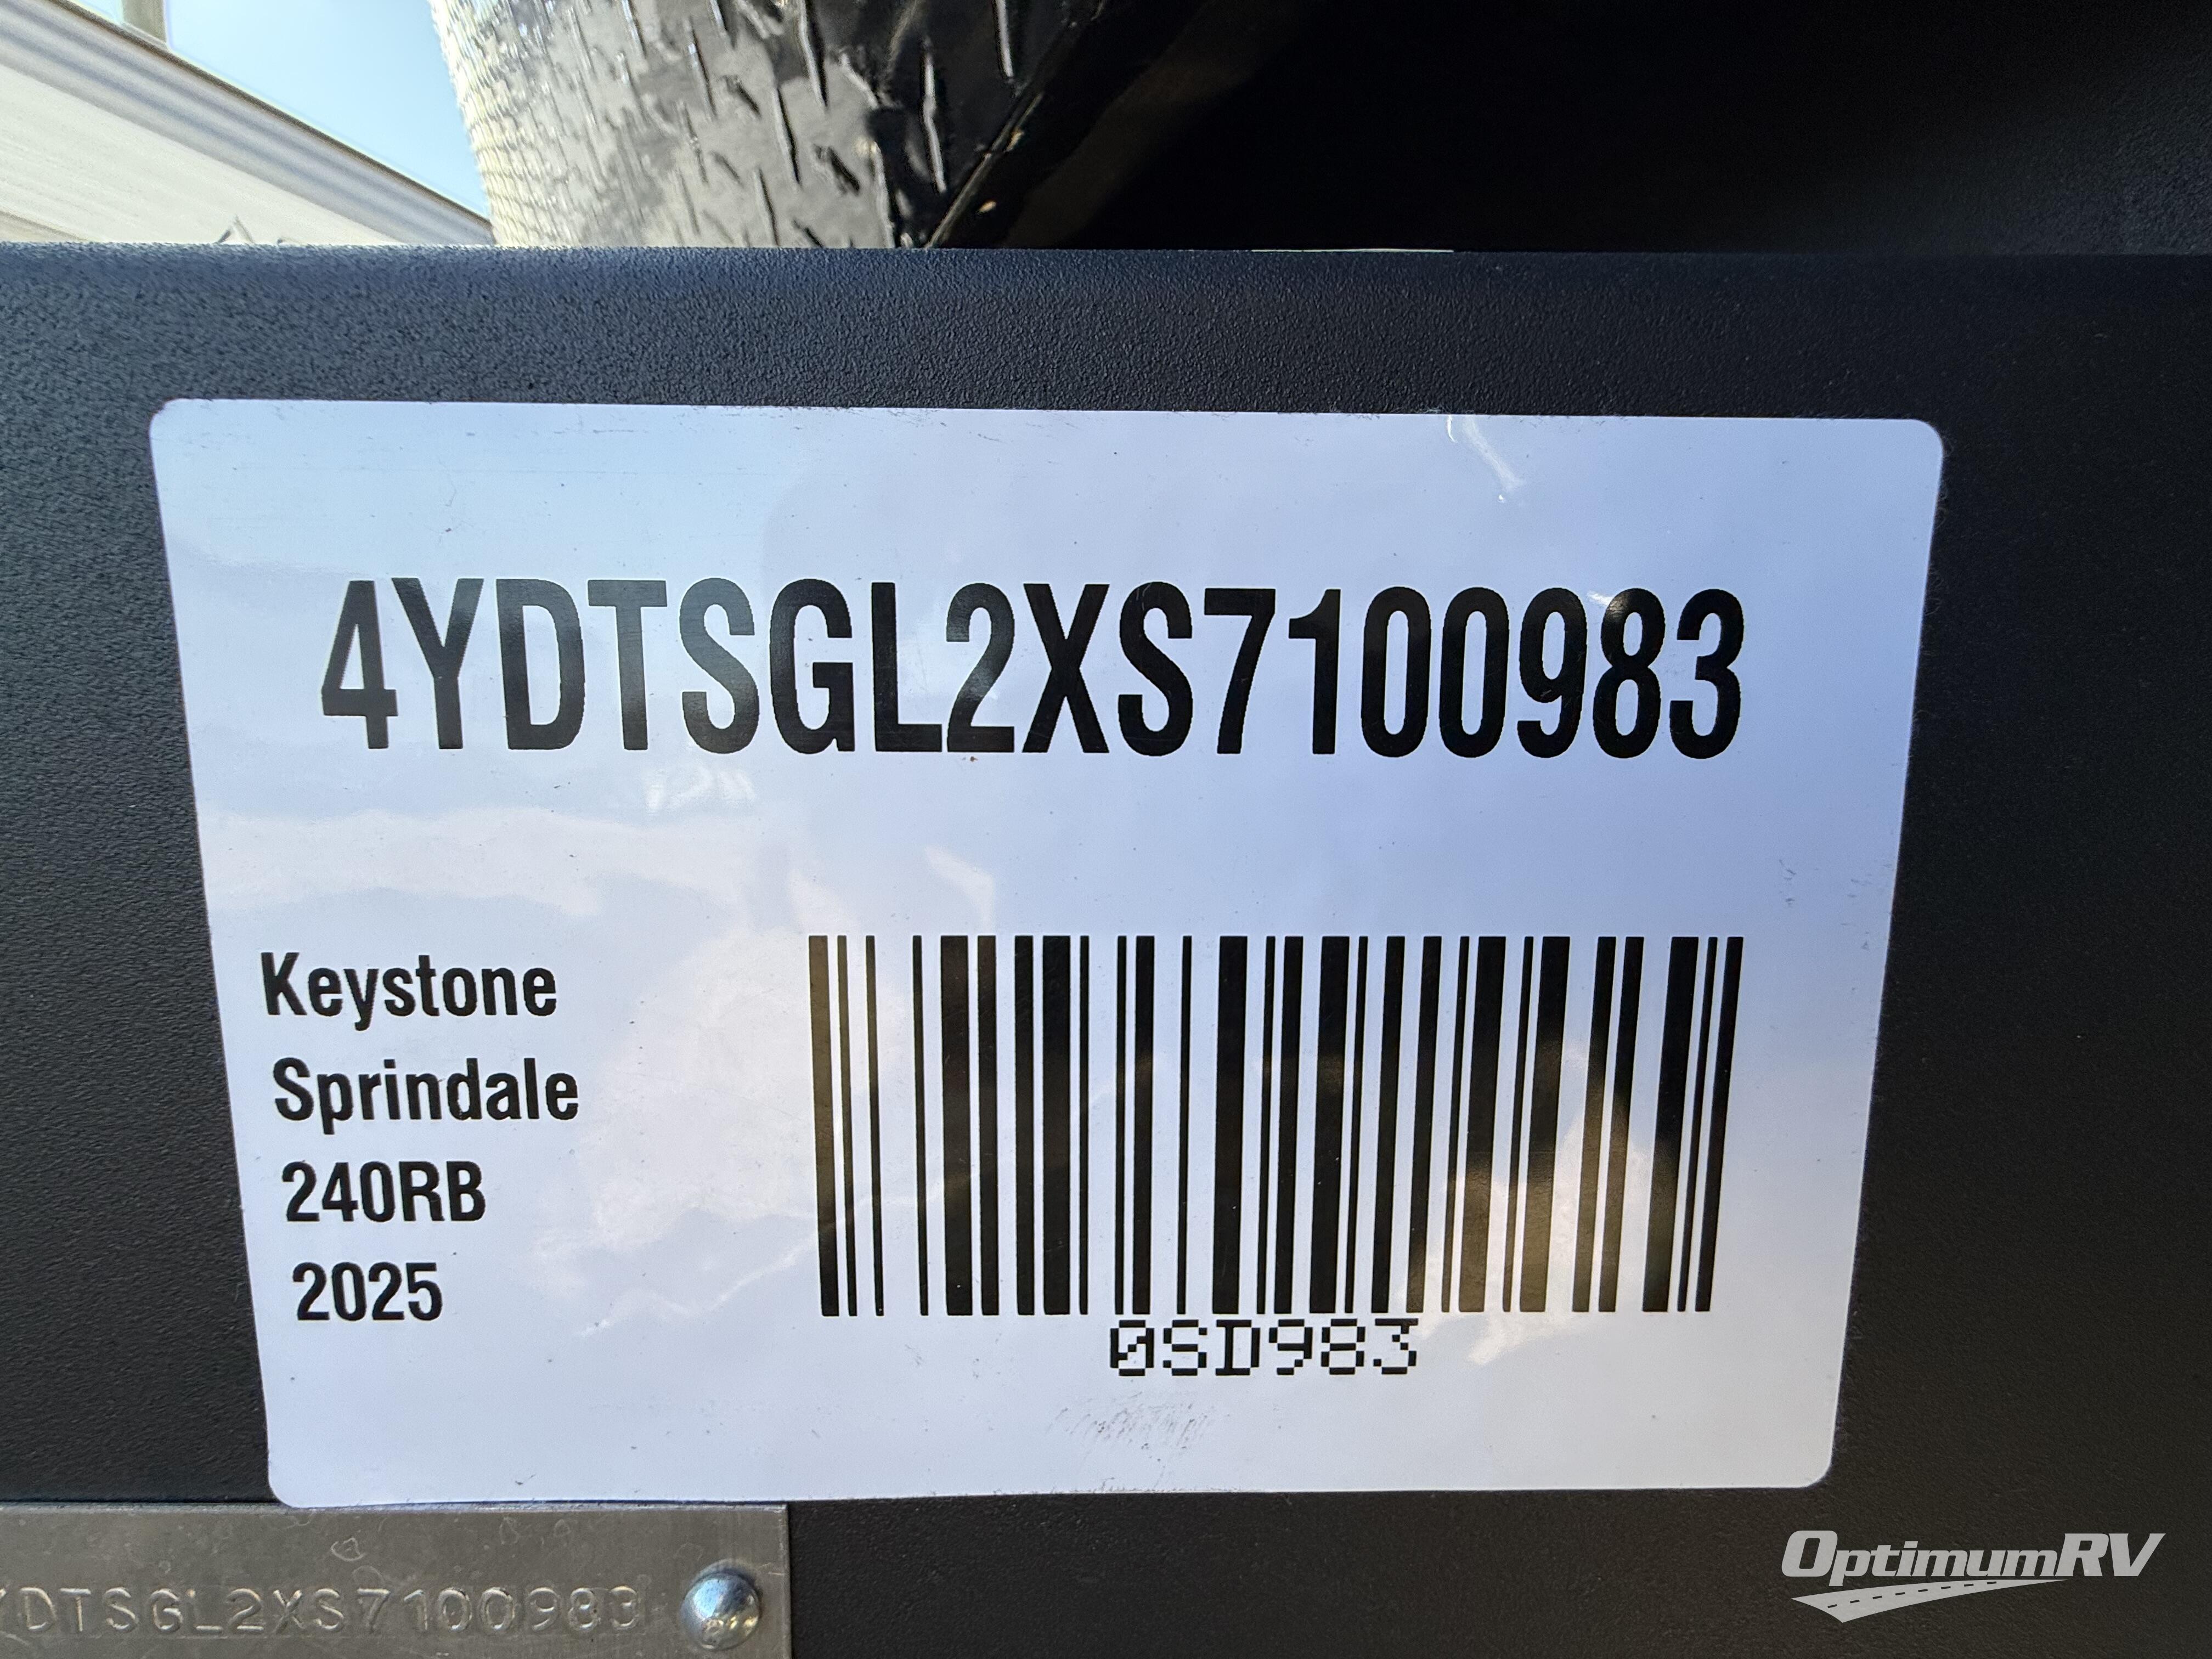 4YDTSGL2XS7100983
Keystone
Sprindale
240RB
2025
0SD983
YDTSGL2XS7100983
OptimumRV